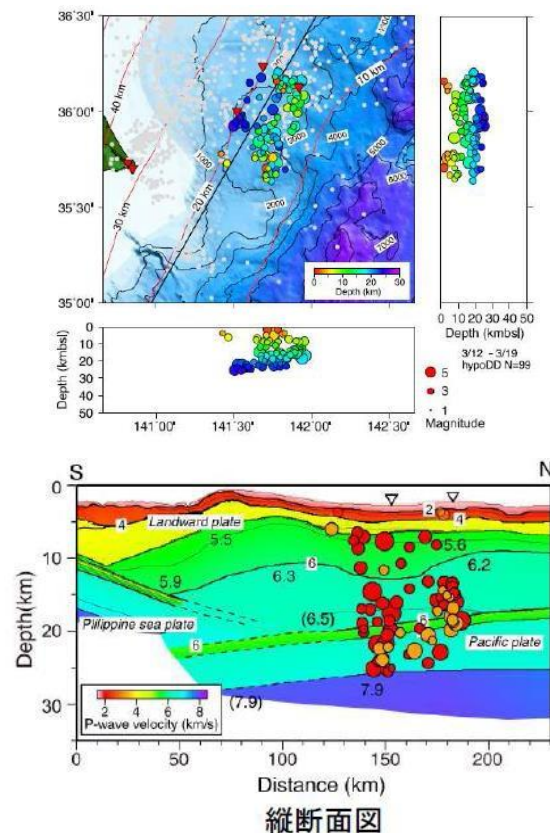 36˚30'
36˚00'
35˚30'
35˚00'
40 km
30 km
20 km
10 km
1000
2000
3000
4000
5000
6000
7000
0 10 20 30
Depth (km)
0 10 20 30 40 50
Depth (kmbsl)
3/12 - 3/19
hypoDD N=99
5
3
1
Magnitude
Depth (kmbsl)
0
10
20
30
40
50
141˚00' 141˚30' 142˚00' 142˚30'
S N
Depth(km)
0
10
20
30
4 Landward plate 2 4
5.5 5.6
5.9 6.3 6 6.2
Pilippine sea plate (6.5) 6 Pacific plate
6
(7.9) 7.9
2 4 6 8
P-wave velocity (km/s)
0 50 100 150 200
Distance (km)
縦断面図